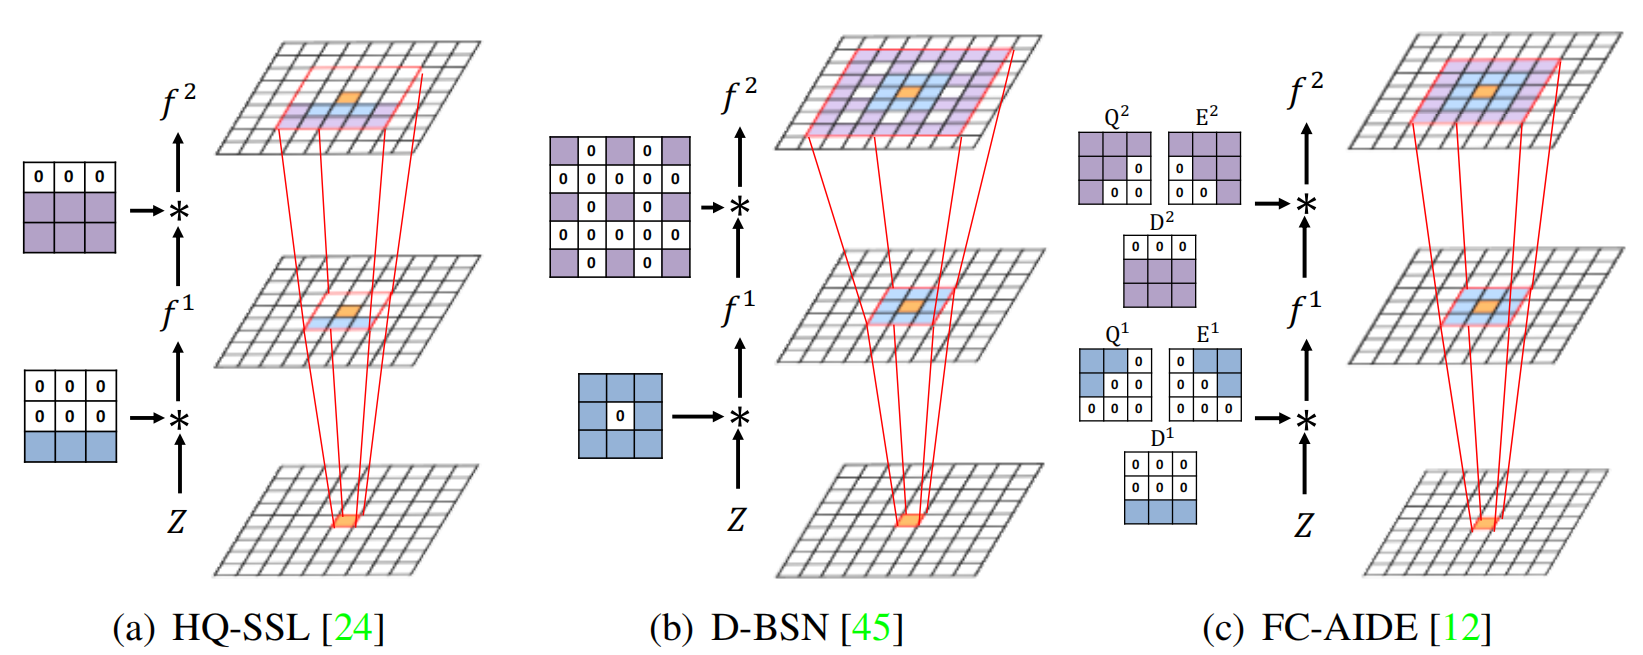 f 2
0 0 0
*
f 1
0 0 0
0 0 0
*
Z
(a) HQ-SSL [24]
f 2
0 0
0 0 0 0 0
0 0
0 0 0 0 0
0 0
*
f 1
0
*
Z
(b) D-BSN [45]
f 2
Q2 E2
0 0
0 0 0 0
*
D2
0 0 0
f 1
Q1 E1
0 0
0 0 0 0
0 0 0 0 0 0
*
D1
0 0 0
0 0 0
Z
(c) FC-AIDE [12]